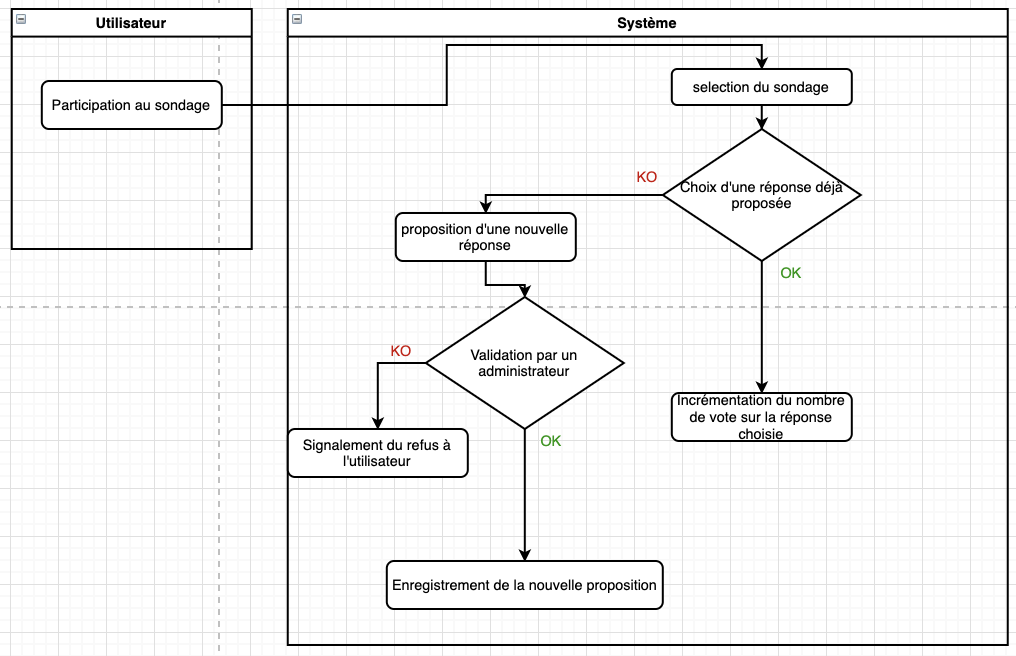 Utilisateur
Système
Participation au sondage
selection du sondage
Choix d'une réponse déjà
proposée
KO
OK
proposition d'une nouvelle
réponse
Validation par un
administrateur
KO
OK
Signalement du refus à
l'utilisateur
Incrémentation du nombre
de vote sur la réponse
choisie
Enregistrement de la nouvelle proposition